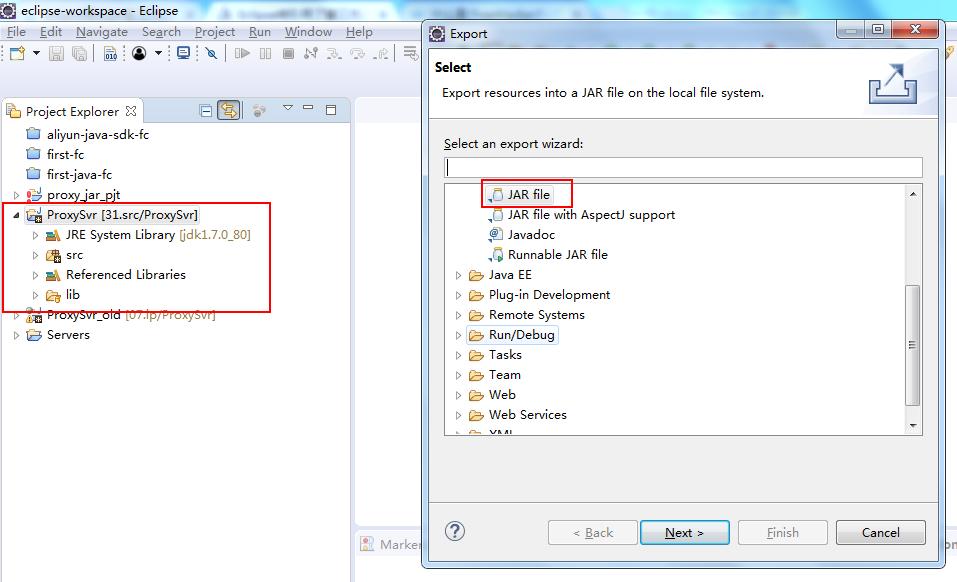 eclipse-workspace - Eclipse
File Edit Navigate Search Project Run Window Help
010
Project Explorer
aliyun-java-sdk-fc
first-fc
first-java-fc
proxy_jar_pjt
ProxySvr [31.src/ProxySvr]
JRE System Library [jdk1.7.0_80]
src
Referenced Libraries
lib
ProxySvr_old [07.lp/ProxySvr]
Servers
Marker
Export
Select
Export resources into a JAR file on the local file system.
Select an export wizard:
JAR file
JAR file with AspectJ support
Javadoc
Runnable JAR file
Java EE
Plug-in Development
Remote Systems
Run/Debug
Tasks
Team
Web
Web Services
XML
?
< Back
Next >
Finish
Cancel